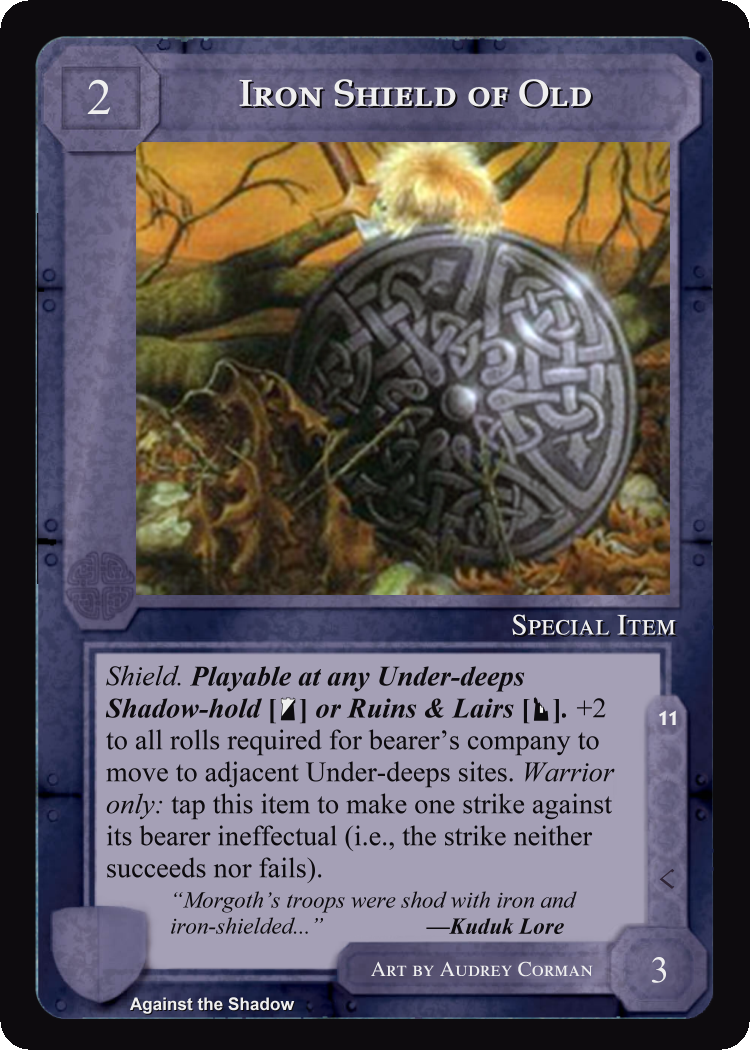 2
Iron Shield of Old
Special Item
Shield. Playable at any Under-deeps
Shadow-hold [] or Ruins & Lairs []. +2
to all rolls required for bearer’s company to
move to adjacent Under-deeps sites. Warrior
only: tap this item to make one strike against
its bearer ineffectual (i.e., the strike neither
succeeds nor fails).
“Morgoth’s troops were shod with iron and
iron-shielded...” —Kuduk Lore
11
<
Art by Audrey Corman
3
Against the Shadow